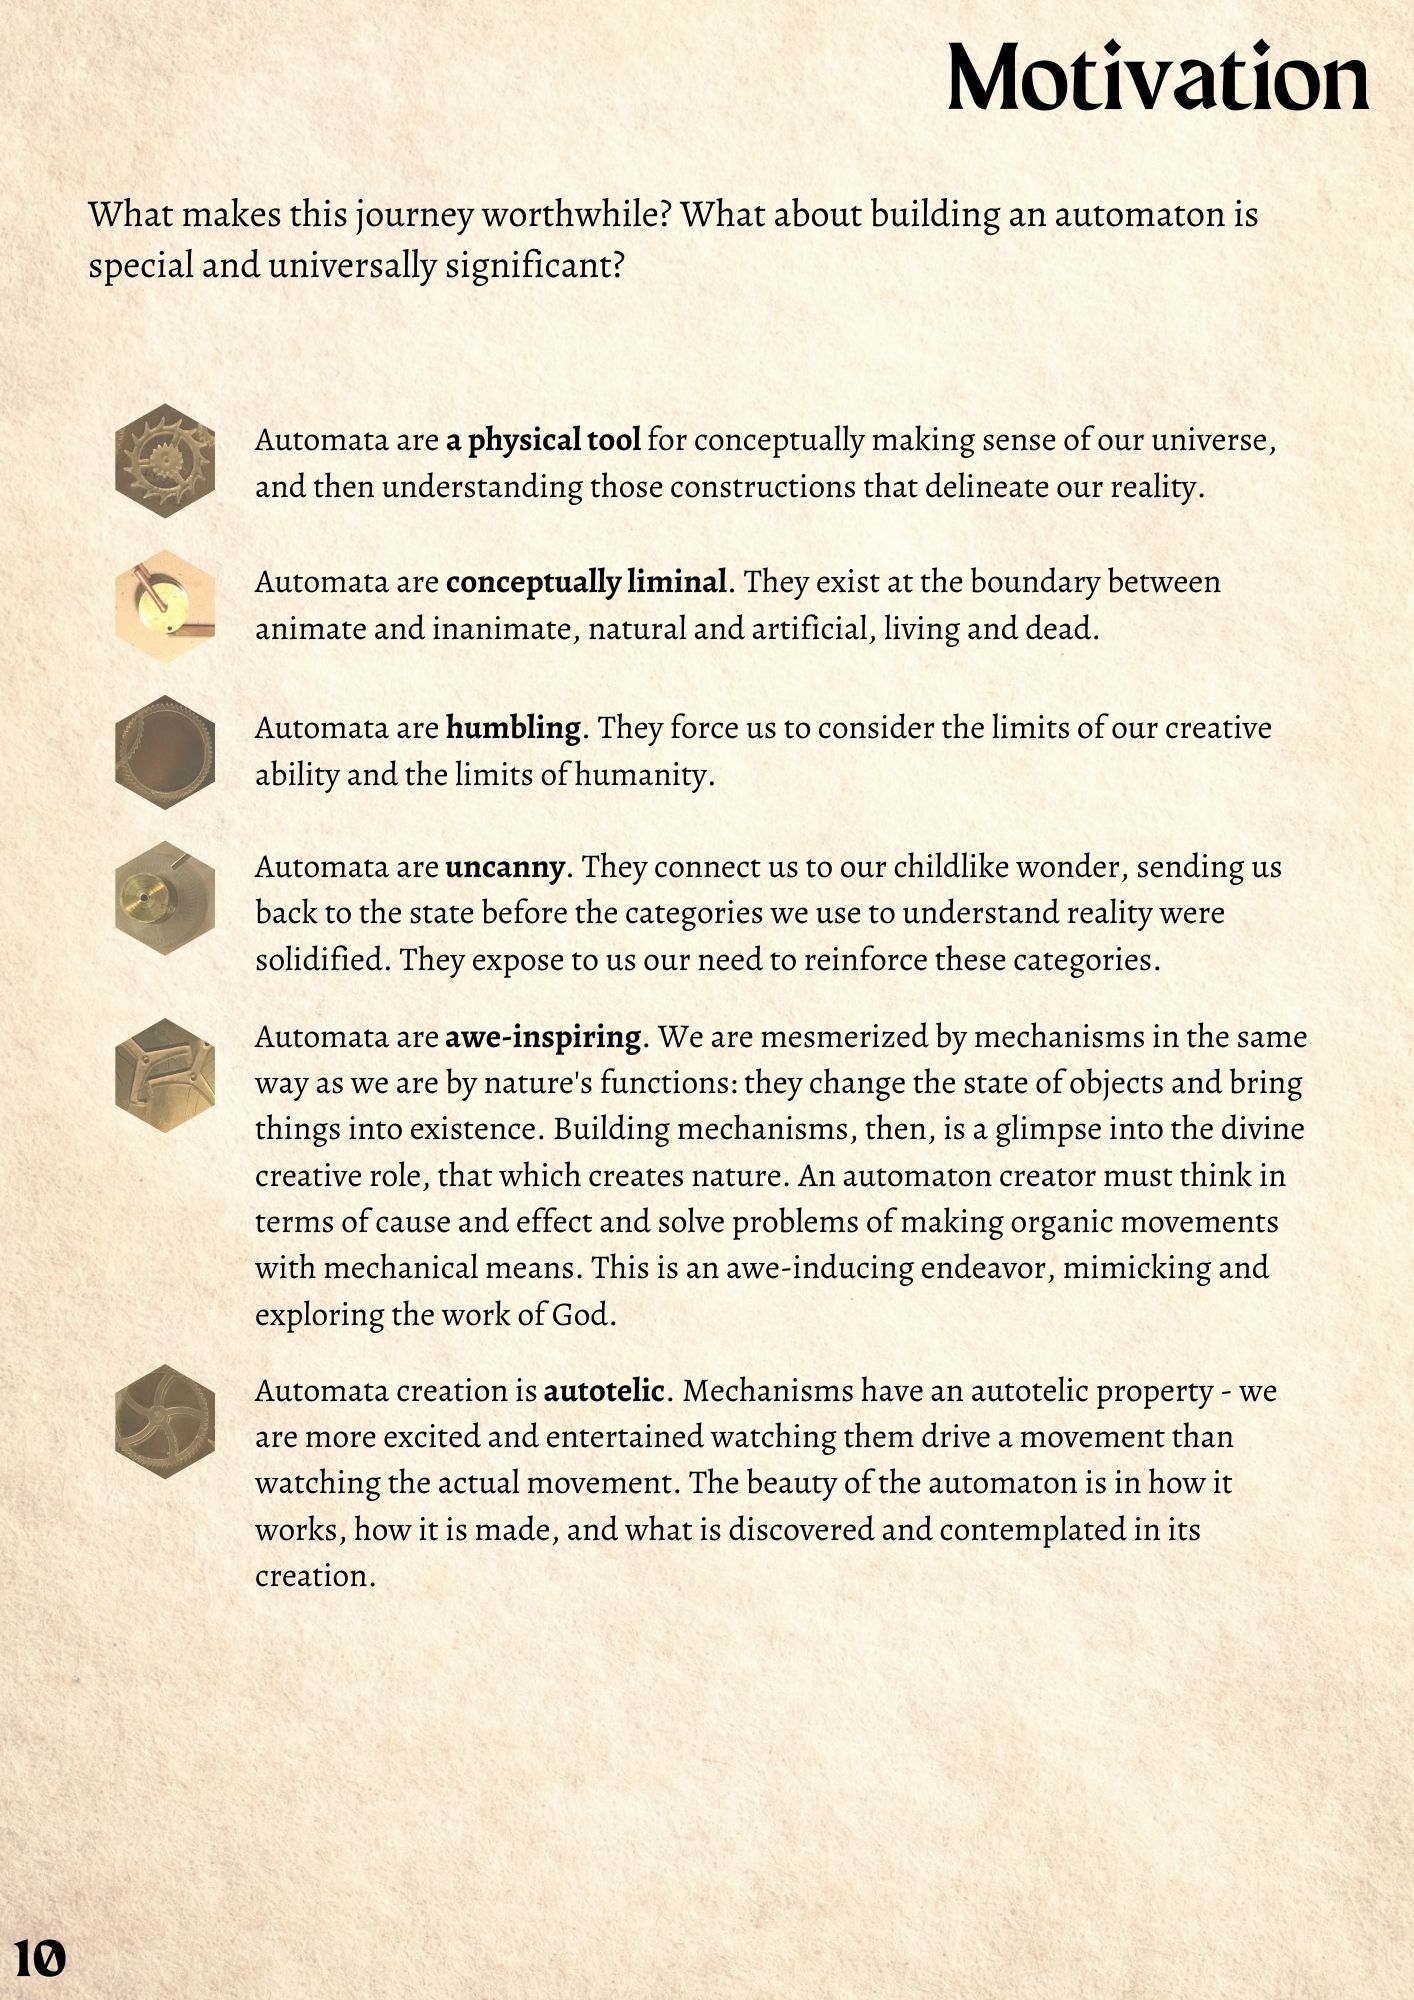 Motivation
What makes this journey worthwhile? What about building an automaton is
special and universally significant?
Automata are a physical tool for conceptually making sense of our universe,
and then understanding those constructions that delineate our reality.
Automata are conceptually liminal. They exist at the boundary between
animate and inanimate, natural and artificial, living and dead.
Automata are humbling. They force us to consider the limits of our creative
ability and the limits of humanity.
Automata are uncanny. They connect us to our childlike wonder, sending us
back to the state before the categories we use to understand reality were
solidified. They expose to us our need to reinforce these categories.
Automata are awe-inspiring. We are mesmerized by mechanisms in the same
way as we are by nature's functions: they change the state of objects and bring
things into existence. Building mechanisms, then, is a glimpse into the divine
creative role, that which creates nature. An automaton creator must think in
terms of cause and effect and solve problems of making organic movements
with mechanical means. This is an awe-inducing endeavor, mimicking and
exploring the work of God.
Automata creation is autotelic. Mechanisms have an autotelic property - we
are more excited and entertained watching them drive a movement than
watching the actual movement. The beauty of the automaton is in how it
works, how it is made, and what is discovered and contemplated in its
creation.
10